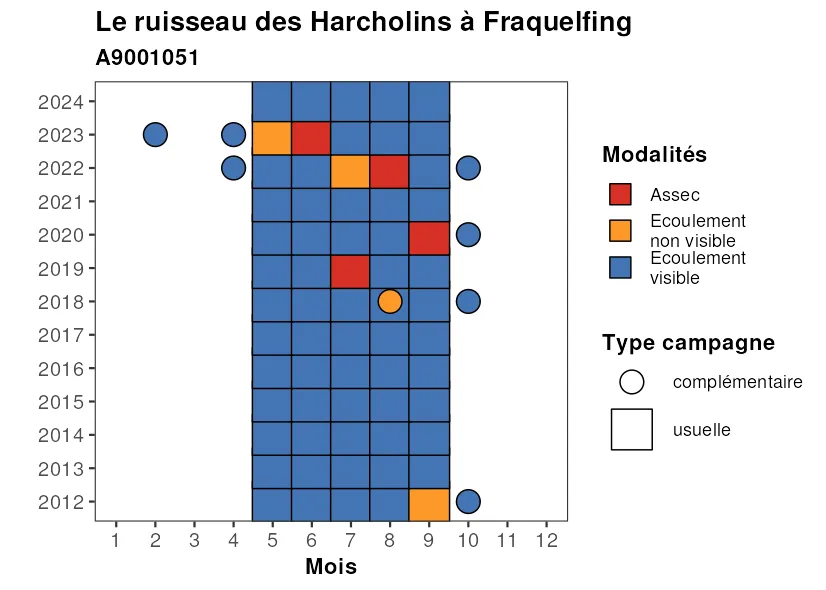 Le ruisseau des Harcholins à Fraquelfing
A9001051
2024
2023
2022
2021
2020
2019
2018
2017
2016
2015
2014
2013
2012
1 2 3 4 5 6 7 8 9 10 11 12
Mois
Modalités
Assec
Ecoulement
non visible
Ecoulement
visible
Type campagne
complémentaire
usuelle